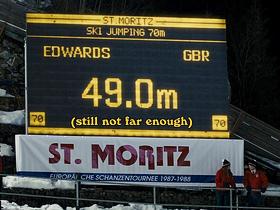 ST.MORITZ
SKI JUMPING 70m
EDWARDS GBR
49.0m
(still not far enough)
70 70
ST. MORITZ
EUROPÄISCHE SCHANZENTOURNEE 1987-1988